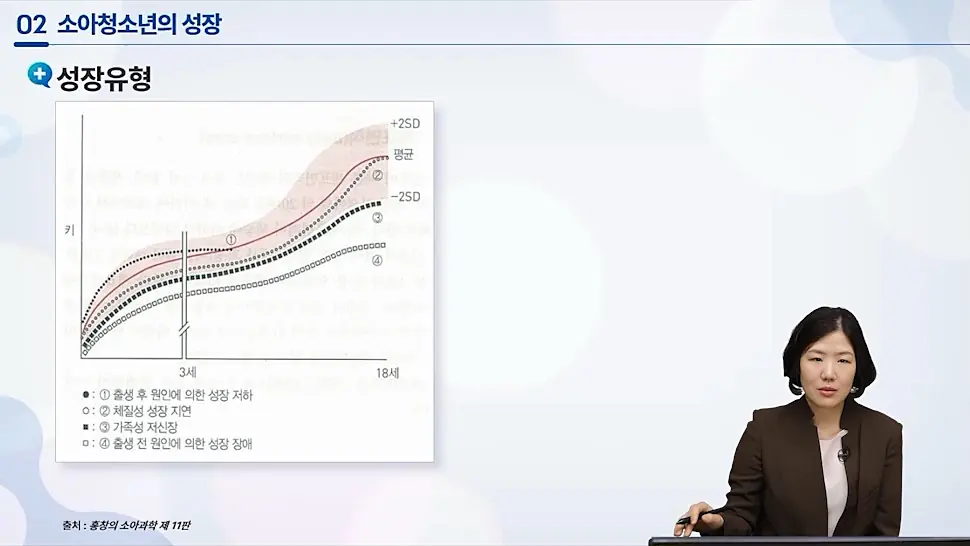 02 소아청소년의 성장
성장유형
+2SD
평균
②
-2SD
③
키
①
④
3세
18세
● : ① 출생 후 원인에 의한 성장 저하
○ : ② 체질성 성장 지연
■ : ③ 가족성 저신장
□ : ④ 출생 전 원인에 의한 성장 장애
출처 : 홍창의 소아과학 제 11판